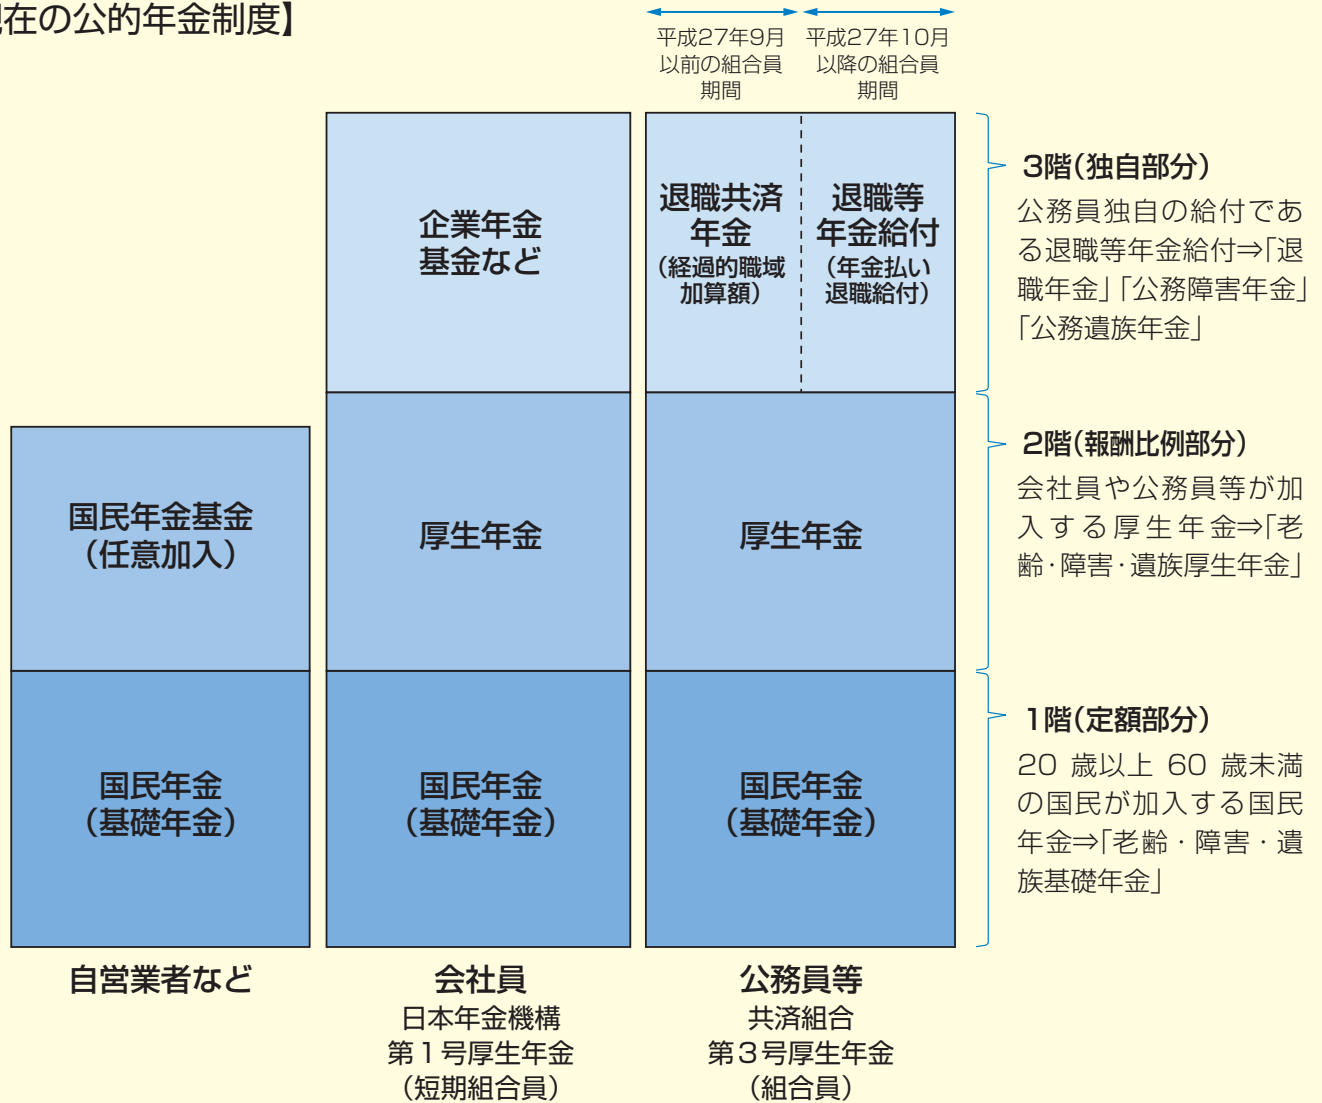 在の公的年金制度】
平成27年9月
以前の組合員
期間
平成27年10月
以降の組合員
期間
企業年金
基金など
退職共済
年金
（経過的職域
加算額）
退職等
年金給付
（年金払い
退職給付）
3階（独自部分）
公務員独自の給付であ
る退職等年金給付⇒「退
職年金」「公務障害年金」
「公務遺族年金」
国民年金基金
（任意加入）
厚生年金
厚生年金
2階（報酬比例部分）
会社員や公務員等が加
入する厚生年金⇒「老
齢・障害・遺族厚生年金」
国民年金
（基礎年金）
国民年金
（基礎年金）
国民年金
（基礎年金）
1階（定額部分）
20 歳以上 60 歳未満
の国民が加入する国民
年金⇒「老齢・障害・遺
族基礎年金」
自営業者など
会社員
日本年金機構
第1号厚生年金
（短期組合員）
公務員等
共済組合
第3号厚生年金
（組合員）